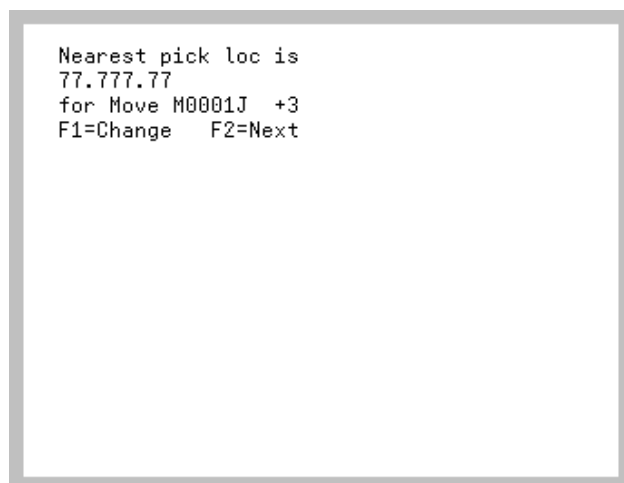 Nearest pick loc is
77.777.77
for Move M0001J  +3
F1=Change   F2=Next